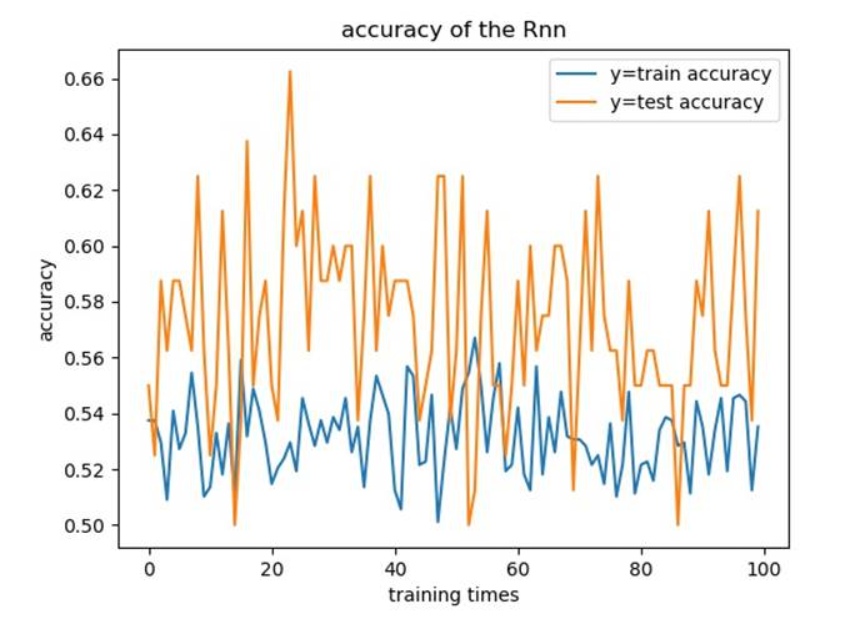 accuracy of the Rnn
y=train accuracy
y=test accuracy
accuracy
0.66
0.64
0.62
0.60
0.58
0.56
0.54
0.52
0.50
0 20 40 60 80 100
training times